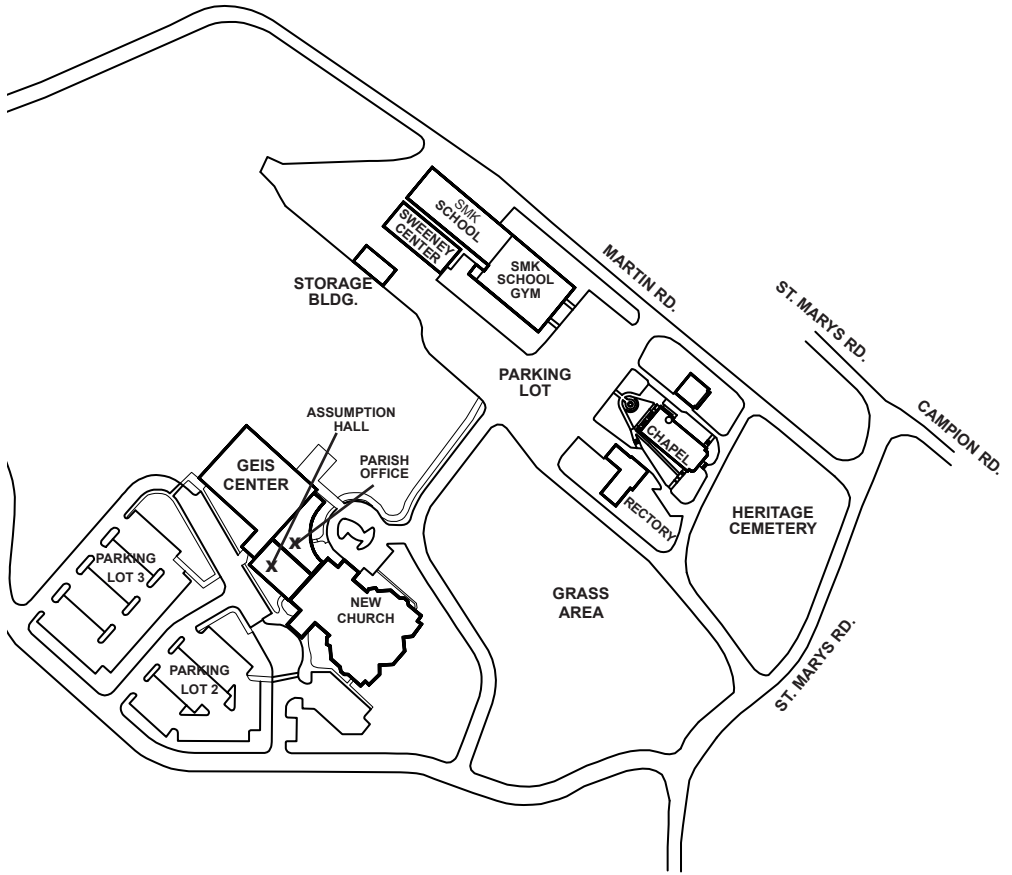 SMK
SCHOOL
SWEENEY
CENTER
SMK
SCHOOL
GYM
MARTIN RD.
STORAGE
BLDG.
ST. MARYS RD.
CAMPION RD.
PARKING
LOT
CHAPEL
RECTORY
HERITAGE
CEMETERY
ASSUMPTION
HALL
PARISH
OFFICE
GEIS
CENTER
X
X
PARKING
LOT 3
NEW
CHURCH
GRASS
AREA
PARKING
LOT 2
ST. MARYS RD.